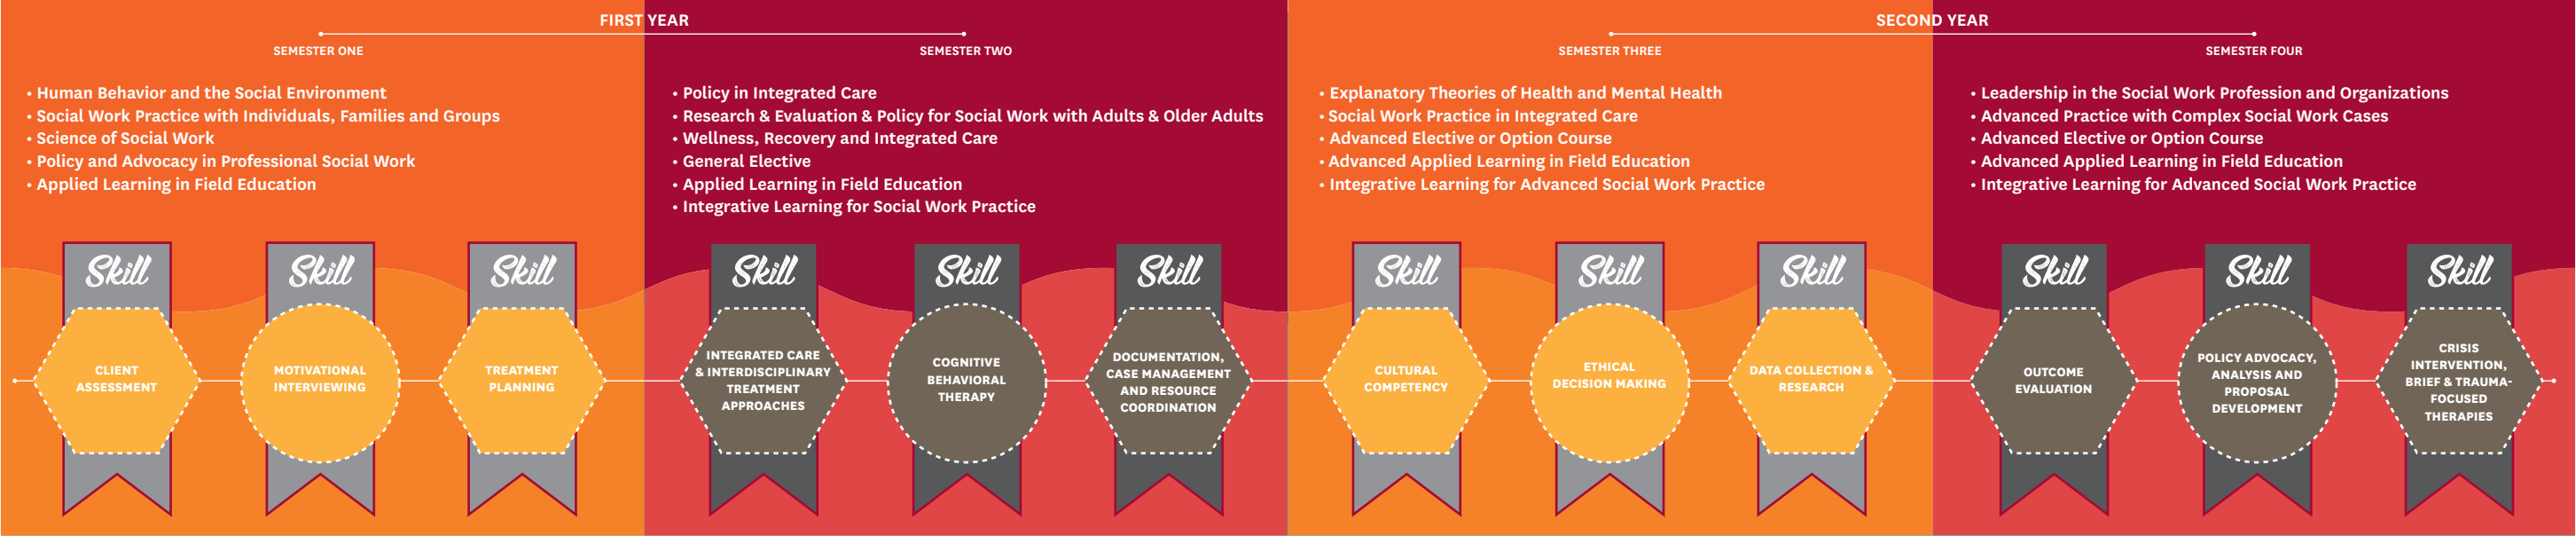 FIRST YEAR
SEMESTER ONE
• Human Behavior and the Social Environment
• Social Work Practice with Individuals, Families and Groups
• Science of Social Work
• Policy and Advocacy in Professional Social Work
• Applied Learning in Field Education
Skill
CLIENT
ASSESSMENT
Skill
MOTIVATIONAL
INTERVIEWING
Skill
TREATMENT
PLANNING
SEMESTER TWO
• Policy in Integrated Care
• Research & Evaluation & Policy for Social Work with Adults & Older Adults
• Wellness, Recovery and Integrated Care
• General Elective
• Applied Learning in Field Education
• Integrative Learning for Social Work Practice
Skill
INTEGRATED CARE
& INTERDISCIPLINARY
TREATMENT
APPROACHES
Skill
COGNITIVE
BEHAVIORAL
THERAPY
Skill
DOCUMENTATION,
CASE MANAGEMENT
AND RESOURCE
COORDINATION
SECOND YEAR
SEMESTER THREE
• Explanatory Theories of Health and Mental Health
• Social Work Practice in Integrated Care
• Advanced Elective or Option Course
• Advanced Applied Learning in Field Education
• Integrative Learning for Advanced Social Work Practice
Skill
CULTURAL
COMPETENCY
Skill
ETHICAL
DECISION MAKING
Skill
DATA COLLECTION &
RESEARCH
SEMESTER FOUR
• Leadership in the Social Work Profession and Organizations
• Advanced Practice with Complex Social Work Cases
• Advanced Elective or Option Course
• Advanced Applied Learning in Field Education
• Integrative Learning for Advanced Social Work Practice
Skill
OUTCOME
EVALUATION
Skill
POLICY ADVOCACY,
ANALYSIS AND
PROPOSAL
DEVELOPMENT
Skill
CRISIS
INTERVENTION,
BRIEF & TRAUMA-
FOCUSED
THERAPIES